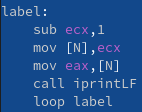 label:
sub ecx,1
mov [N],ecx
mov eax,[N]
call iprintLF
loop label